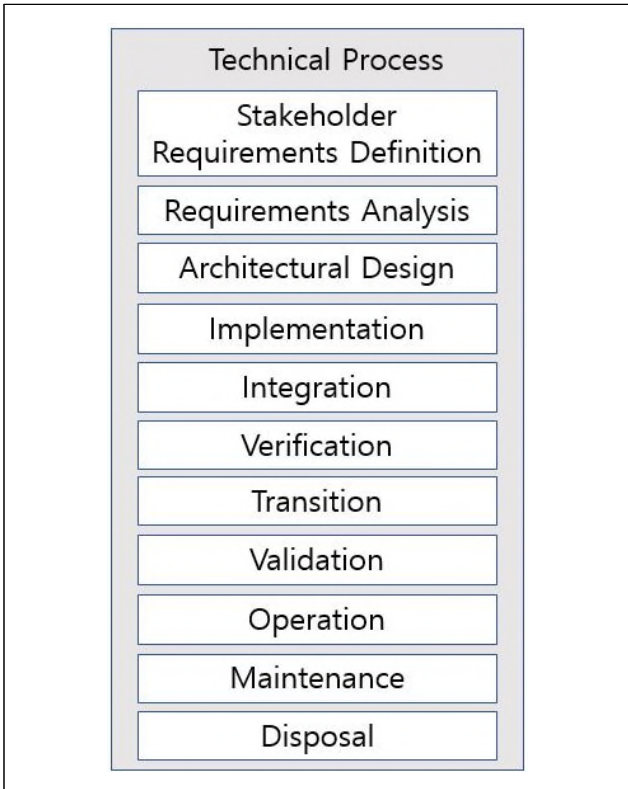 Technical Process
Stakeholder
Requirements Definition
Requirements Analysis
Architectural Design
Implementation
Integration
Verification
Transition
Validation
Operation
Maintenance
Disposal